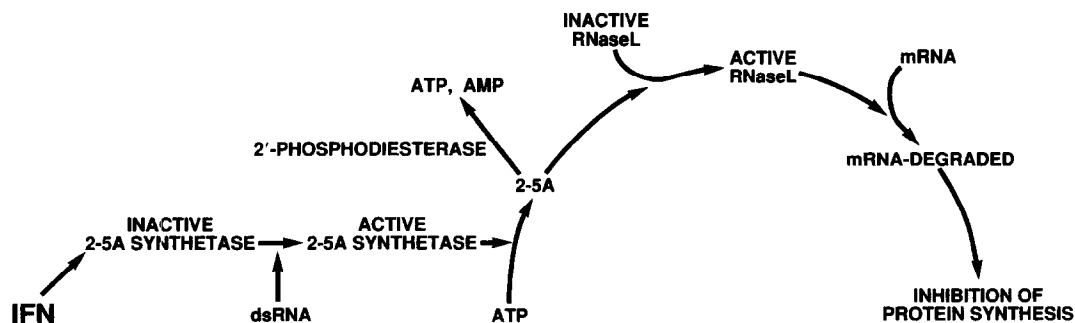 INACTIVE
RNaseL
ACTIVE
RNaseL
mRNA
ATP, AMP
2'-PHOSPHODIESTERASE
mRNA-DEGRADED
2-5A
INACTIVE
2-5A SYNTHETASE
ACTIVE
2-5A SYNTHETASE
IFN
dsRNA
ATP
INHIBITION OF
PROTEIN SYNTHESIS